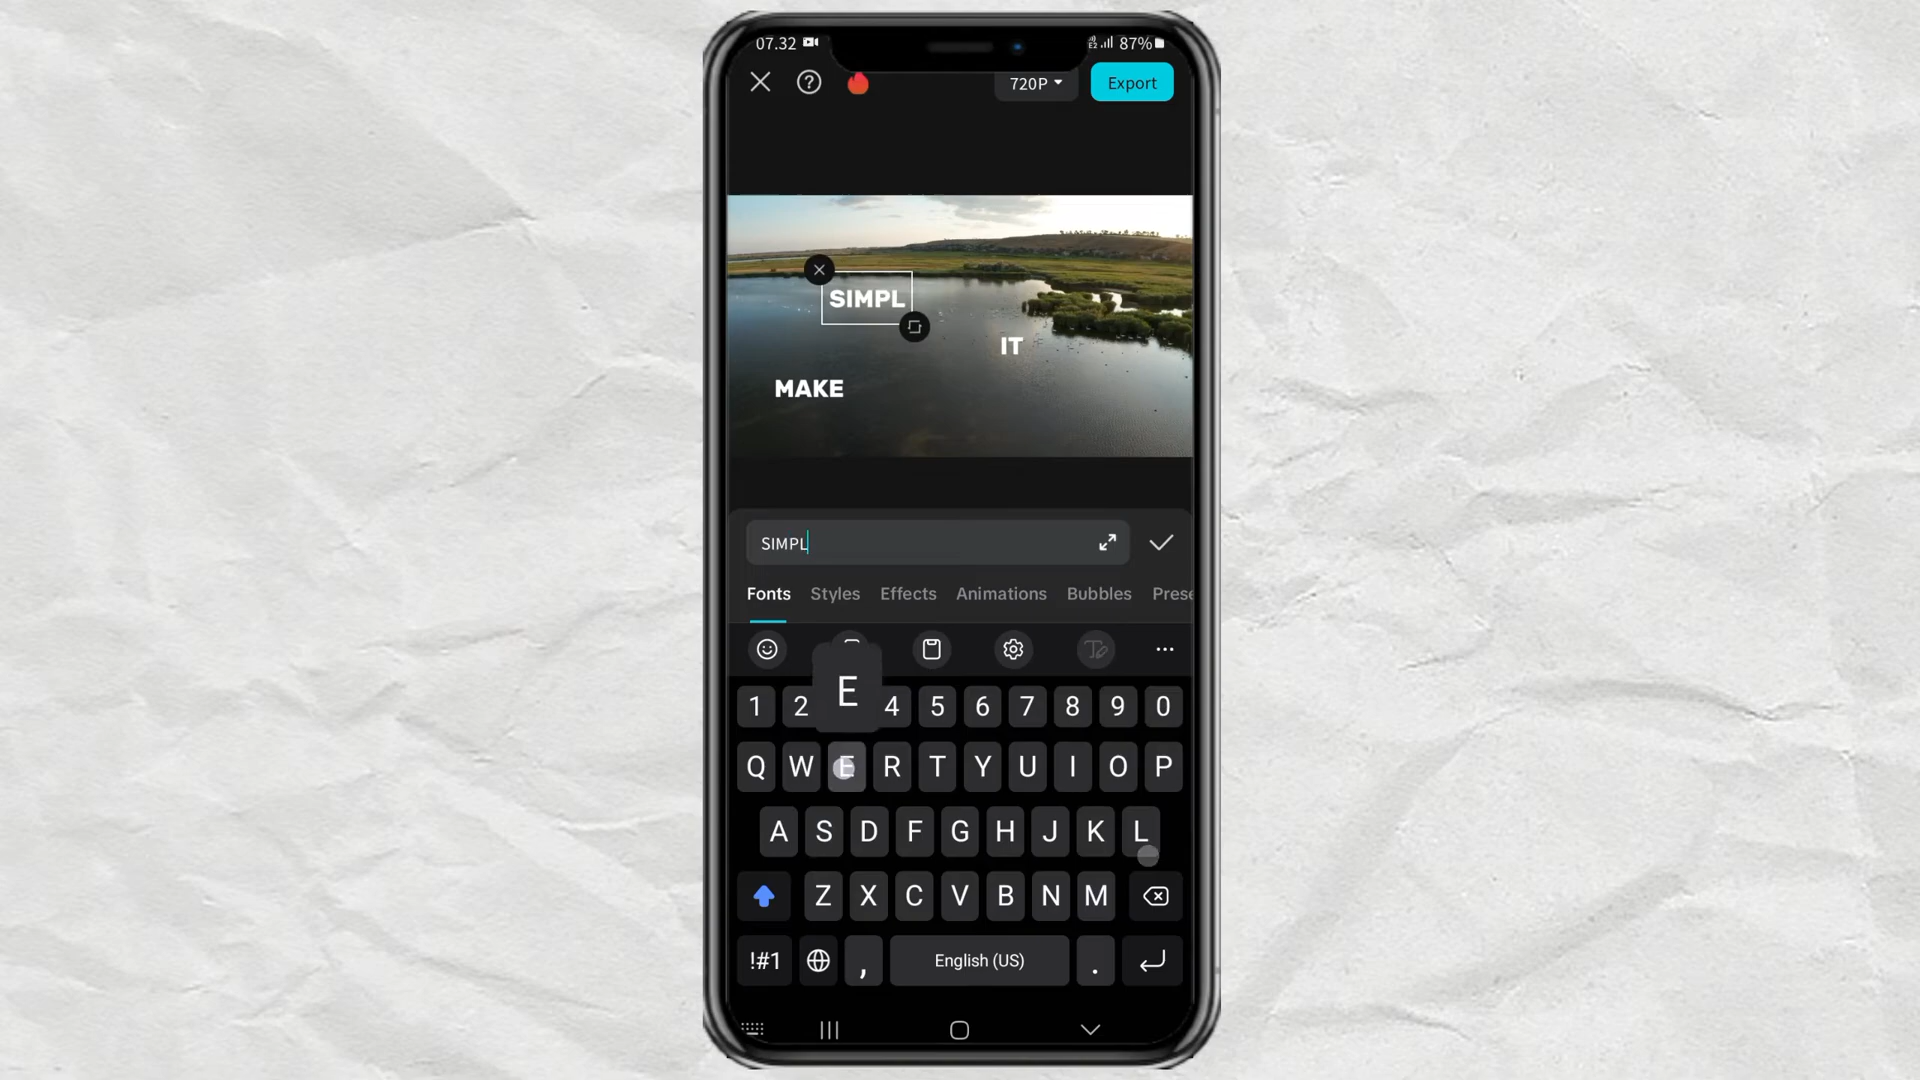 07.32 87%
720P Export
SIMPL
IT
MAKE
SIMPL
Fonts Styles Effects Animations Bubbles Prese
E
1 2 4 5 6 7 8 9 0
Q W E R T Y U I O P
A S D F G H J K L
Z X C V B N M
!#1 , English (US) .